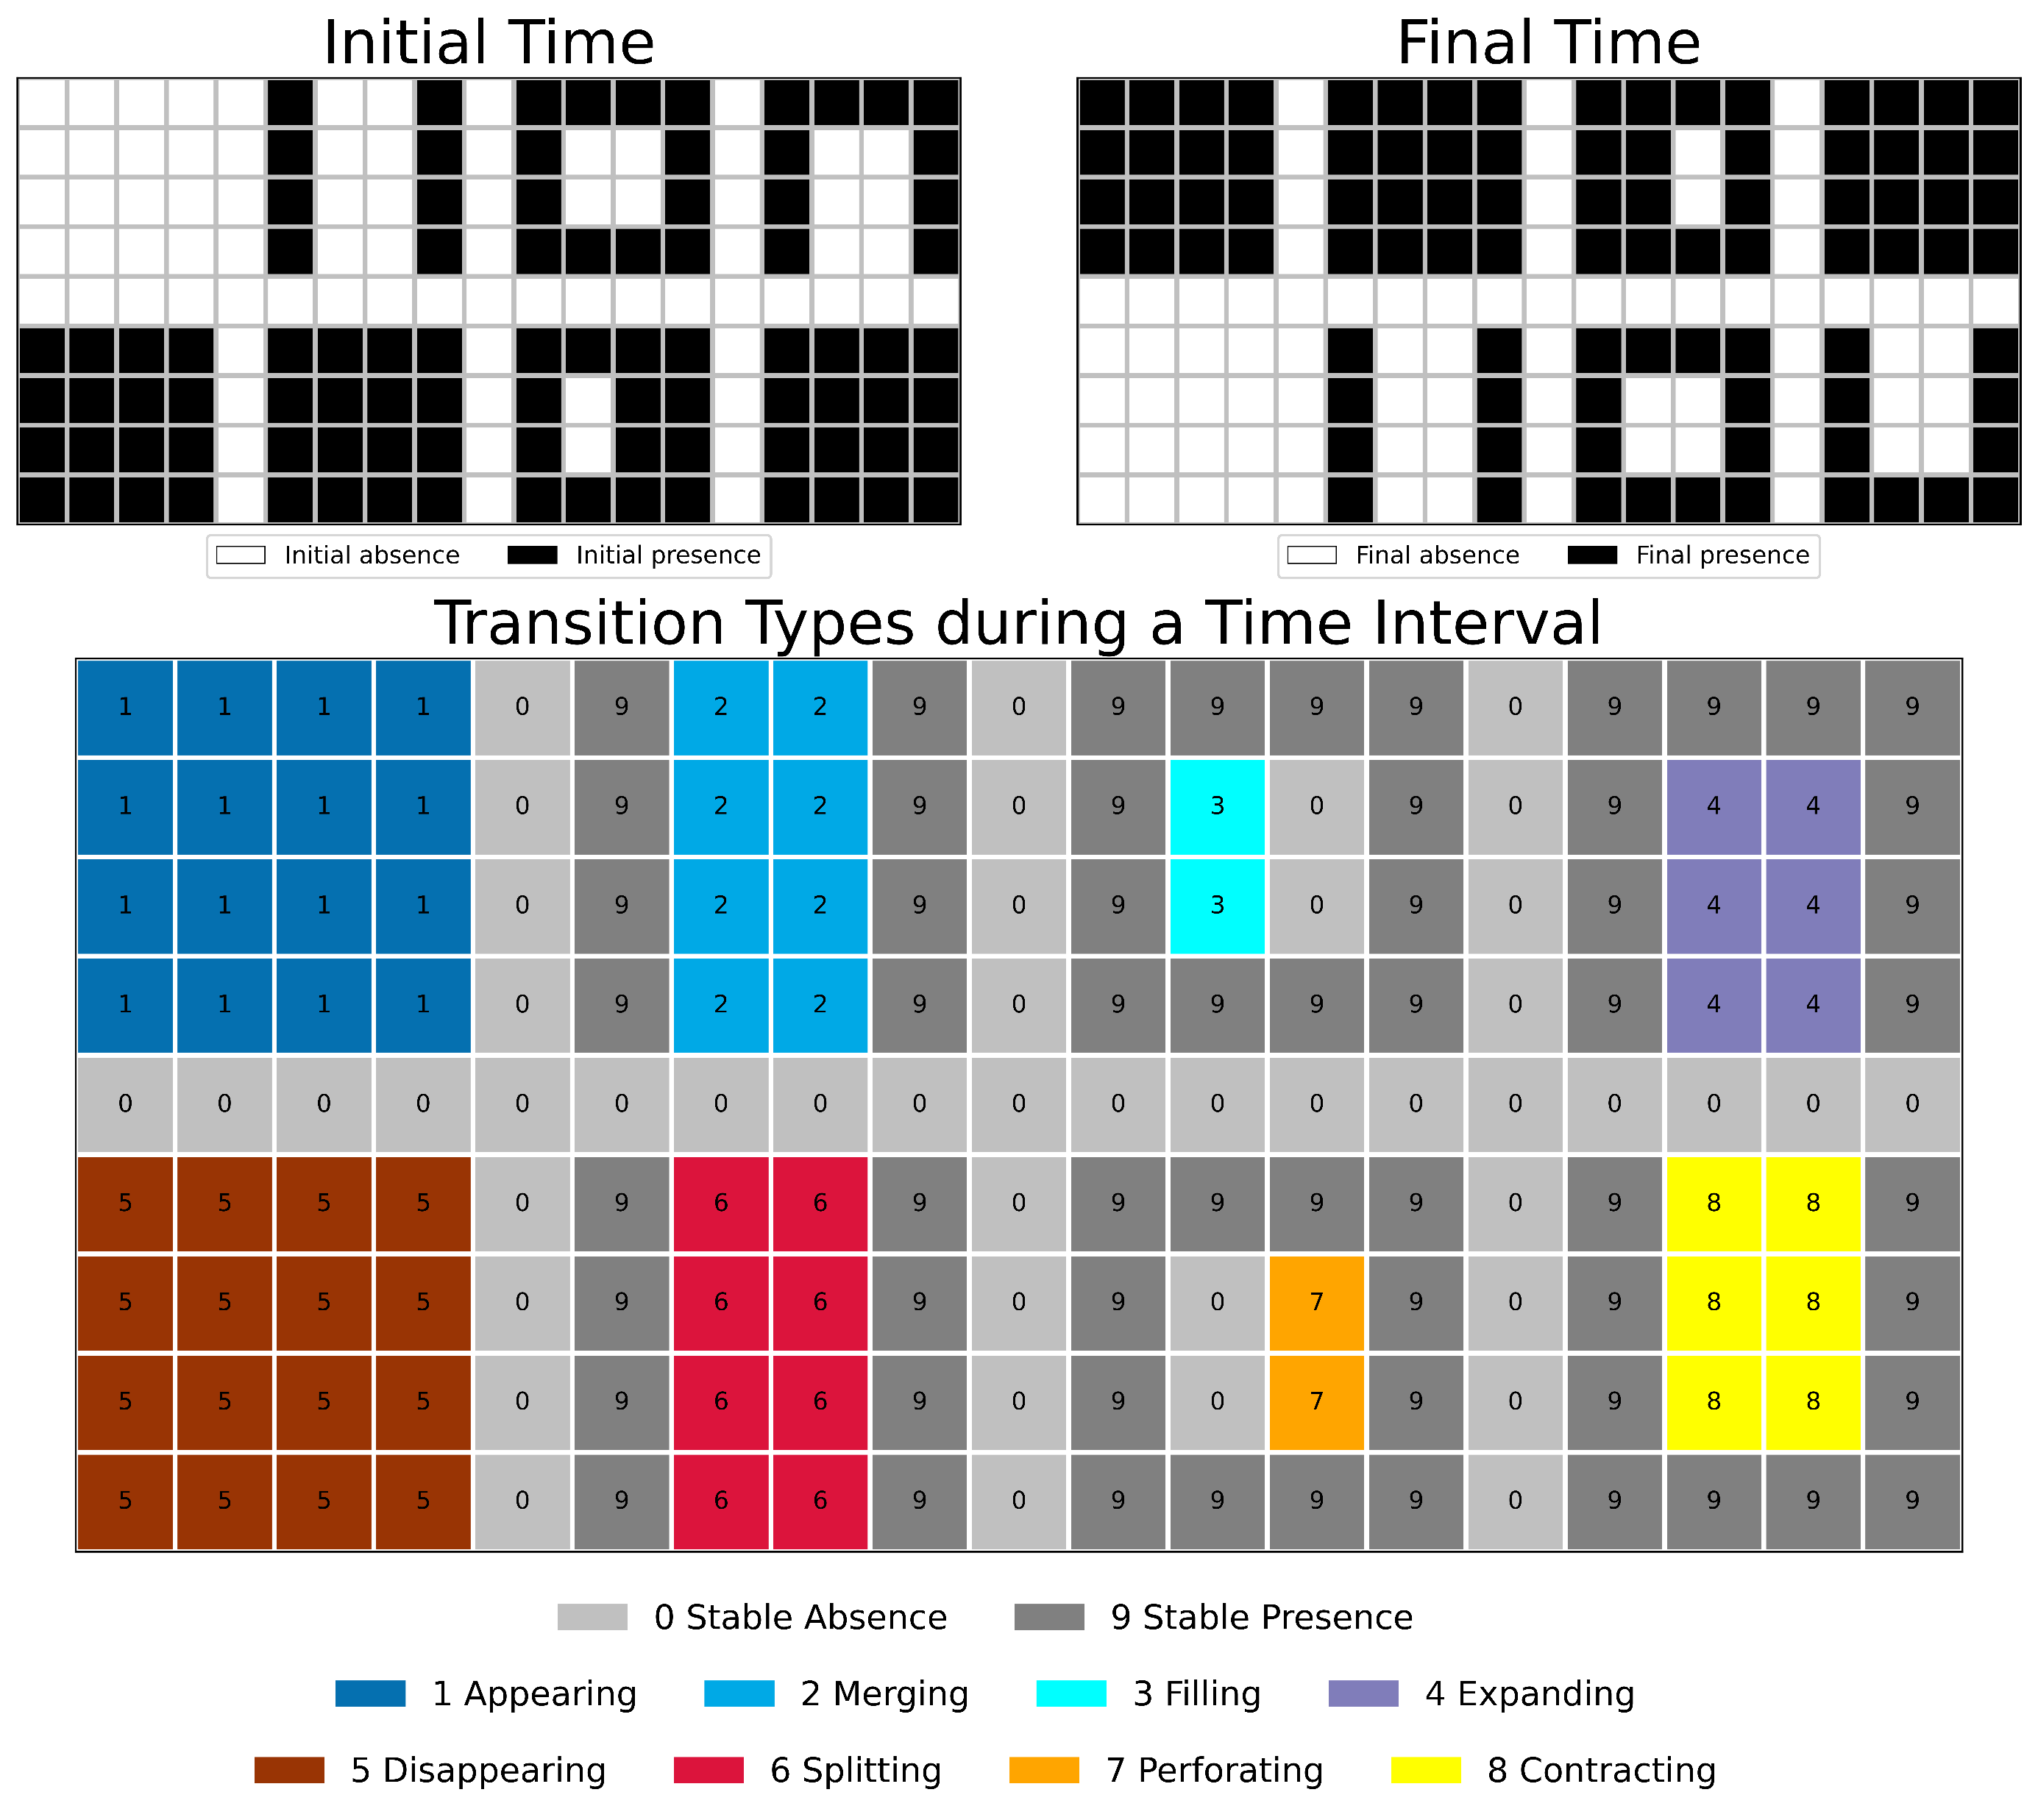 Initial Time Final Time
Initial absence Initial presence Final absence Final presence
Transition Types during a Time Interval
1 1 1 1 0 9 2 2 9 0 9 9 9 9 0 9 9 9 9
1 1 1 1 0 9 2 2 9 0 9 3 0 9 0 9 4 4 9
1 1 1 1 0 9 2 2 9 0 9 3 0 9 0 9 4 4 9
1 1 1 1 0 9 2 2 9 0 9 9 9 9 0 9 4 4 9
0 0 0 0 0 0 0 0 0 0 0 0 0 0 0 0 0 0 0
5 5 5 5 0 9 6 6 9 0 9 9 9 9 0 9 8 8 9
5 5 5 5 0 9 6 6 9 0 9 0 7 9 0 9 8 8 9
5 5 5 5 0 9 6 6 9 0 9 0 7 9 0 9 8 8 9
5 5 5 5 0 9 6 6 9 0 9 9 9 9 0 9 9 9 9
0 Stable Absence 9 Stable Presence
1 Appearing 2 Merging 3 Filling 4 Expanding
5 Disappearing 6 Splitting 7 Perforating 8 Contracting